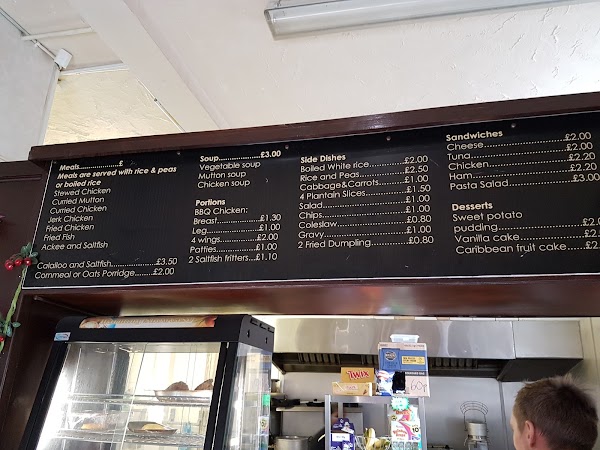 Meals....................£
Meals are served with rice & peas
or boiled rice
Stewed Chicken
Curried Mutton
Curried Chicken
Jerk Chicken
Fried Chicken
Fried Fish
Ackee and Saltfish
Calalloo and Saltfish......................£3.50
Cornmeal or Oats Porridge.........£2.00
Soup..................£3.00
Vegetable soup
Mutton soup
Chicken soup
Portions
BBQ Chicken:
Breast.............£1.30
Leg..................£1.00
4 wings...........£2.00
Patties.............£1.00
2 Saltfish fritters...£1.10
Side Dishes
Boiled White rice...........£2.00
Rice and Peas................£2.50
Cabbage&Carrots........£1.00
4 Plantain Slices.............£1.50
Salad..............................£1.00
Chips..............................£1.00
Coleslaw........................£0.80
Gravy.............................£1.00
2 Fried Dumpling...........£0.80
Sandwiches
Cheese........................£2.00
Tuna..............................£2.00
Chicken.......................£2.20
Ham.............................£2.20
Pasta Salad..................£3.00
Desserts
Sweet potato
pudding.......................£2.
Vanilla cake.................£2.
Caribbean fruit cake....£2.
TWIX
60p